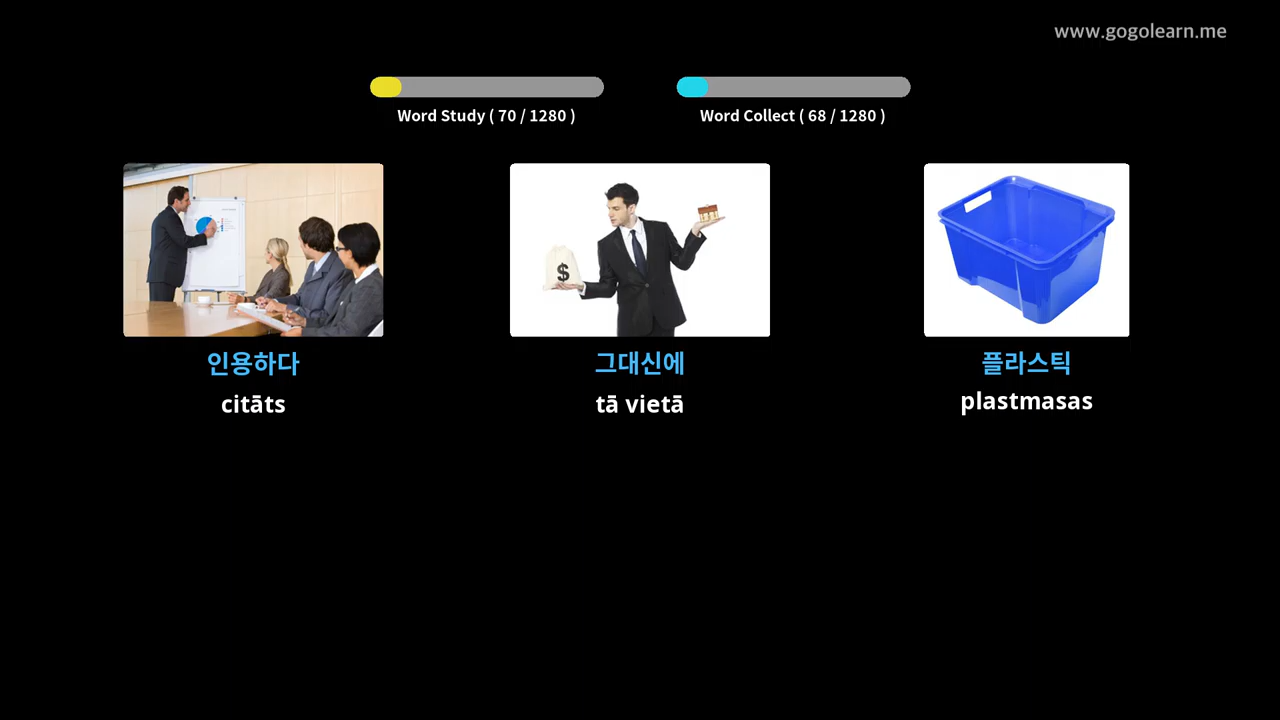 www.gogolearn.me
Word Study ( 70 / 1280 )
Word Collect ( 68 / 1280 )
인용하다
그대신에
플라스틱
citāts
tā vietā
plastmasas
$